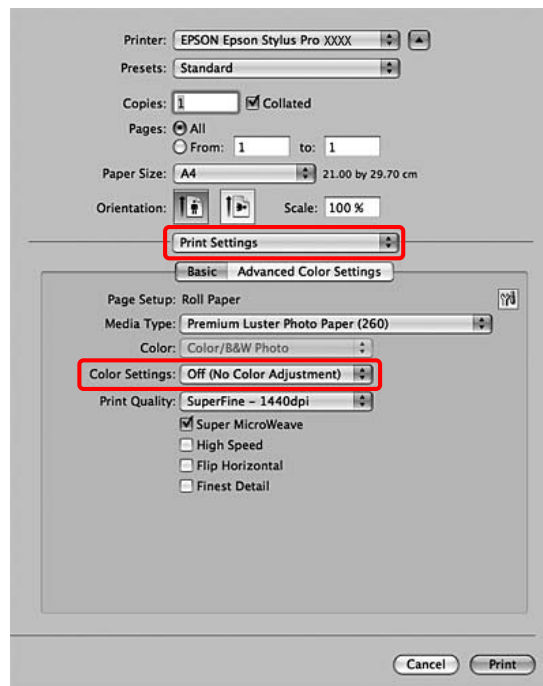 Printer: EPSON Epson Stylus Pro XXXX
Presets: Standard
Copies: 1 Collated
Pages: All
From: 1 to: 1
Paper Size: A4 21.00 by 29.70 cm
Orientation: Scale: 100 %
Print Settings
Basic Advanced Color Settings
Page Setup: Roll Paper
Media Type: Premium Luster Photo Paper (260)
Color: Color/B&W Photo
Color Settings: Off (No Color Adjustment)
Print Quality: SuperFine – 1440dpi
Super MicroWeave
High Speed
Flip Horizontal
Finest Detail
Cancel Print